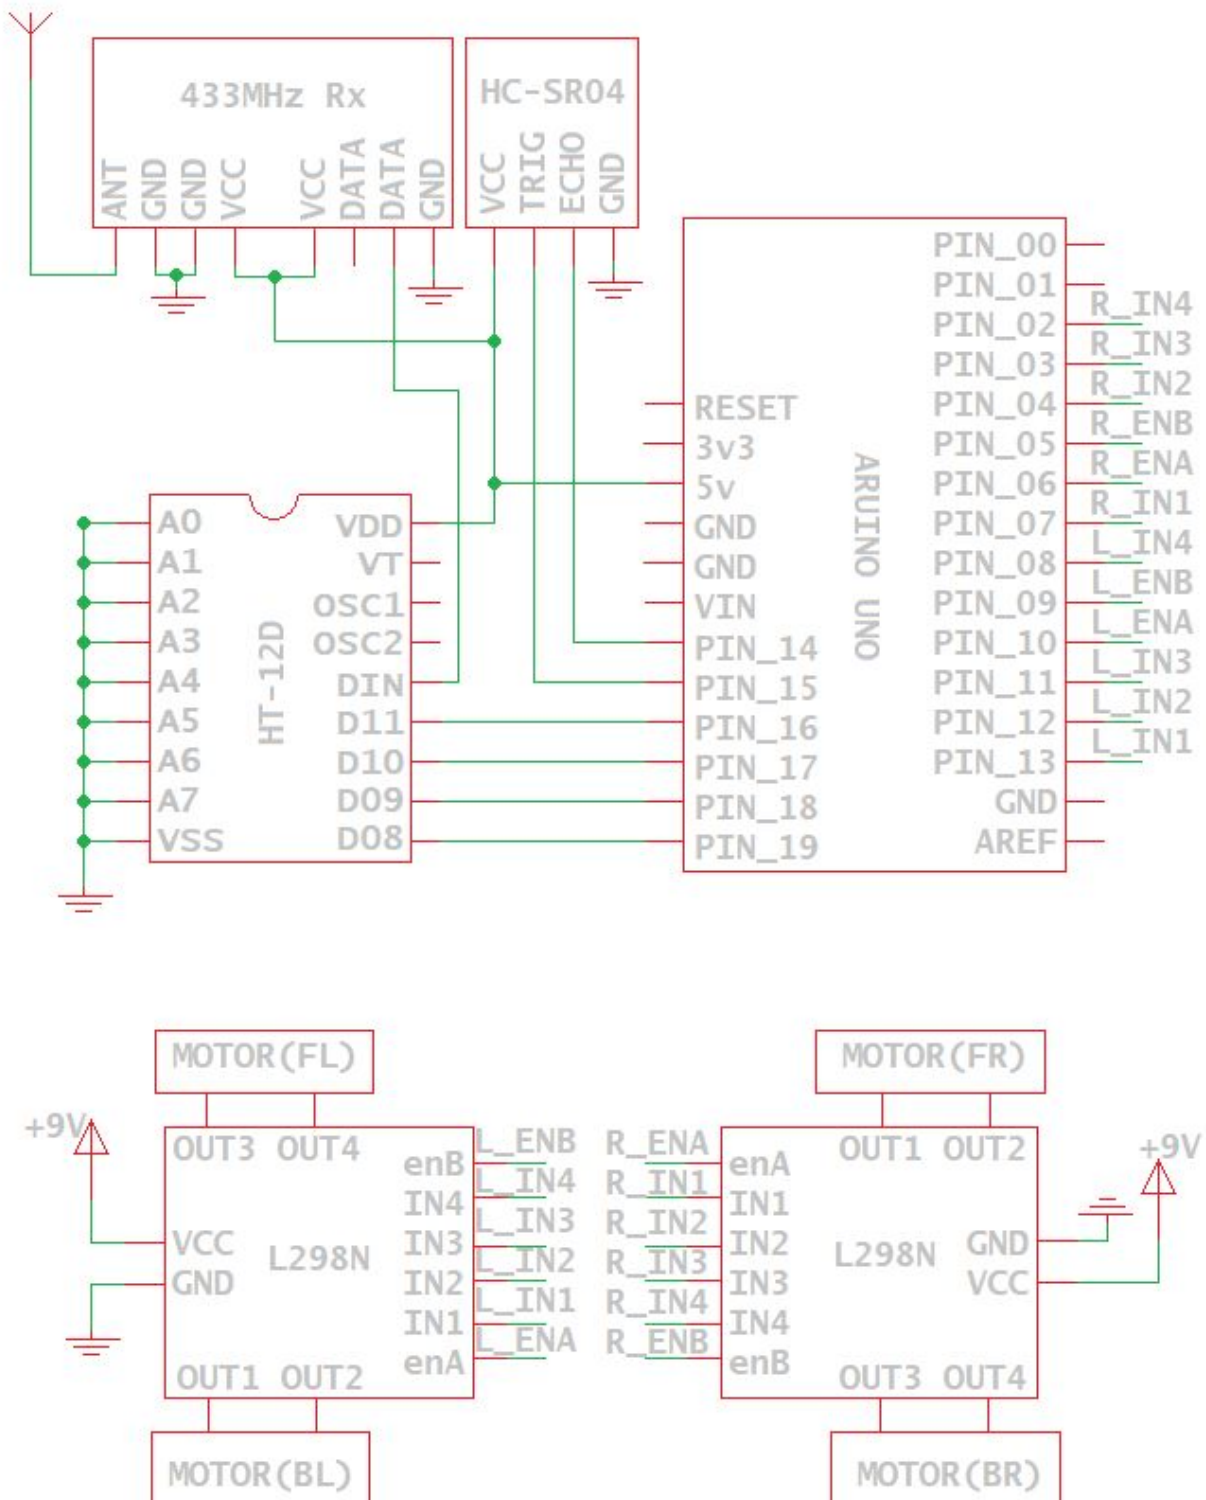 433MHz Rx
ANT
GND
GND
VCC
VCC
DATA
DATA
GND
HC-SR04
VCC
TRIG
ECHO
GND
ARUINO UNO
RESET
3v3
5v
GND
GND
VIN
PIN_14
PIN_15
PIN_16
PIN_17
PIN_18
PIN_19
PIN_00
PIN_01
PIN_02 R_IN4
PIN_03 R_IN3
PIN_04 R_IN2
PIN_05 R_ENB
PIN_06 R_ENA
PIN_07 R_IN1
PIN_08 L_IN4
PIN_09 L_ENB
PIN_10 L_ENA
PIN_11 L_IN3
PIN_12 L_IN2
PIN_13 L_IN1
GND
AREF
HT-12D
A0
A1
A2
A3
A4
A5
A6
A7
VSS
VDD
VT
OSC1
OSC2
DIN
D11
D10
D09
D08
MOTOR(FL)
+9V
OUT3 OUT4
VCC
GND
L298N
enB L_ENB
IN4 L_IN4
IN3 L_IN3
IN2 L_IN2
IN1 L_IN1
enA L_ENA
OUT1 OUT2
MOTOR(BL)
MOTOR(FR)
OUT1 OUT2
R_ENA enA
R_IN1 IN1
R_IN2 IN2
R_IN3 IN3
R_IN4 IN4
R_ENB enB
L298N
GND
VCC
+9V
OUT3 OUT4
MOTOR(BR)